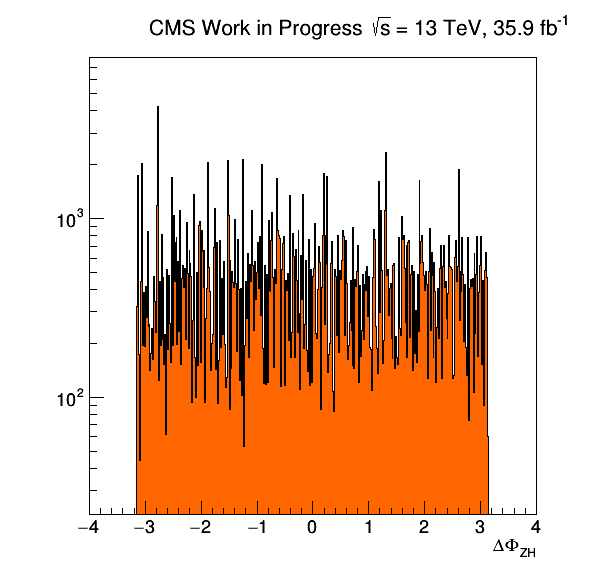 CMS Work in Progress √s = 13 TeV, 35.9 fb⁻¹
10³
10²
−4 −3 −2 −1 0 1 2 3 4
ΔΦ_ZH